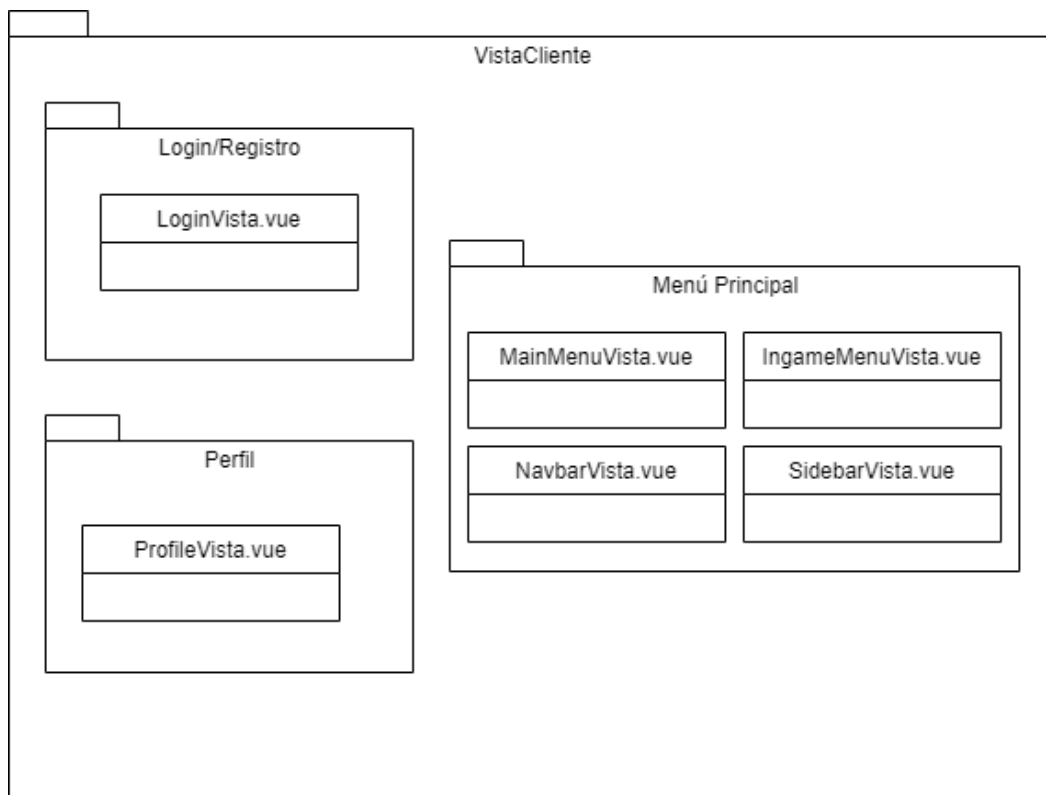 VistaCliente
Login/Registro
LoginVista.vue
Menú Principal
MainMenuVista.vue
IngameMenuVista.vue
NavbarVista.vue
SidebarVista.vue
Perfil
ProfileVista.vue